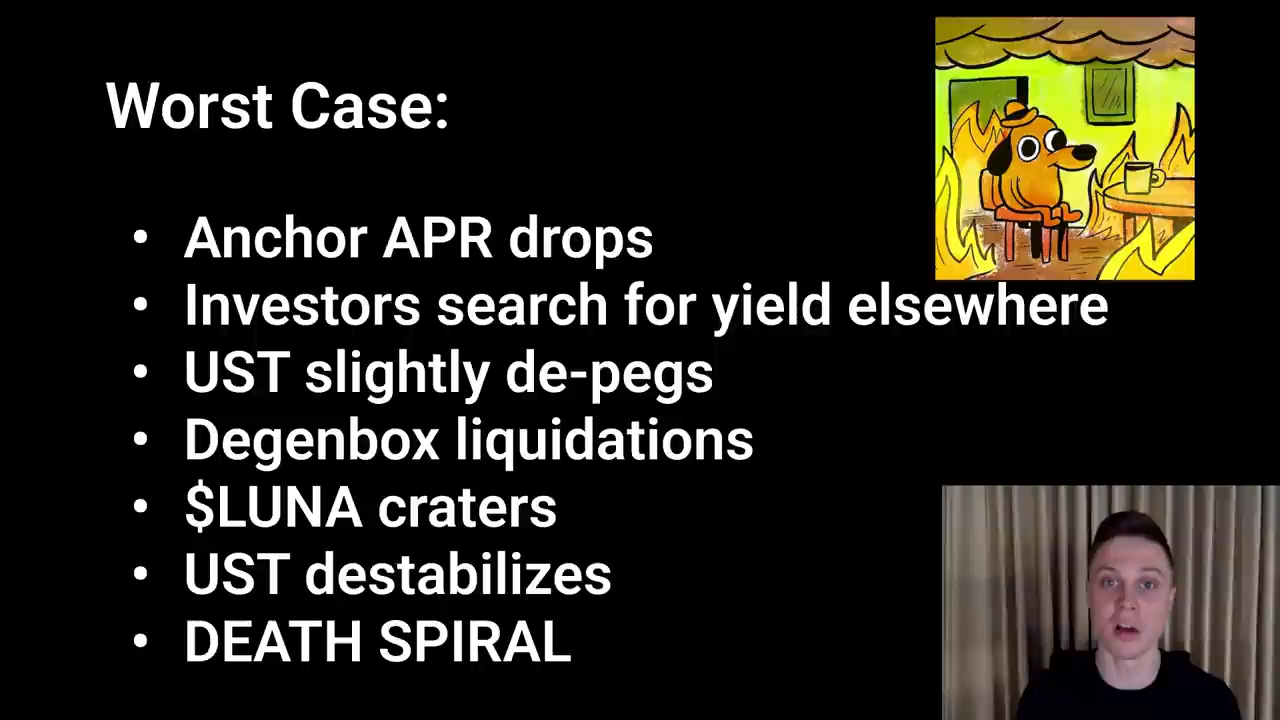 Worst Case:
• Anchor APR drops
• Investors search for yield elsewhere
• UST slightly de-pegs
• Degenbox liquidations
• $LUNA craters
• UST destabilizes
• DEATH SPIRAL